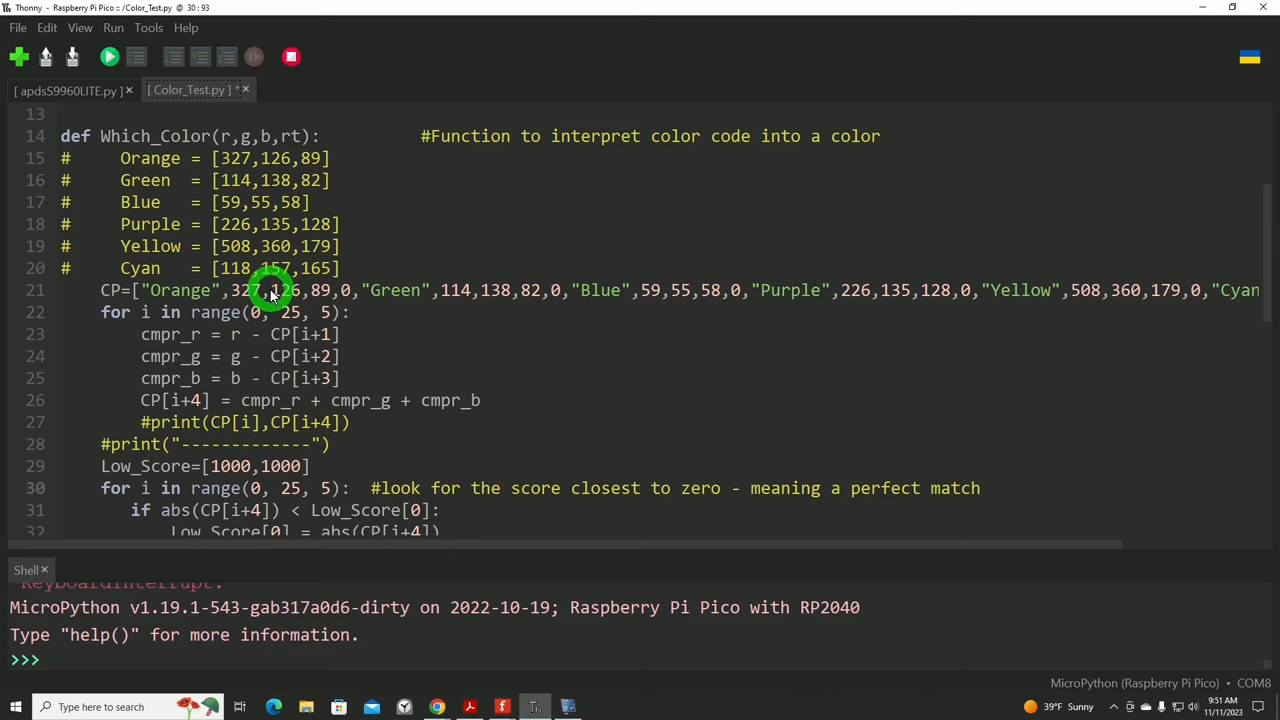 Thonny - Raspberry Pi Pico :: /Color_Test.py @ 30 : 93
File Edit View Run Tools Help
[ apdsS9960LITE.py ] × [ Color_Test.py ] * ×
13
14 def Which_Color(r,g,b,rt): #Function to interpret color code into a color
15 # Orange = [327,126,89]
16 # Green = [114,138,82]
17 # Blue = [59,55,58]
18 # Purple = [226,135,128]
19 # Yellow = [508,360,179]
20 # Cyan = [118,157,165]
21 CP=["Orange",327,126,89,0,"Green",114,138,82,0,"Blue",59,55,58,0,"Purple",226,135,128,0,"Yellow",508,360,179,0,"Cyan
22 for i in range(0, 25, 5):
23 cmpr_r = r - CP[i+1]
24 cmpr_g = g - CP[i+2]
25 cmpr_b = b - CP[i+3]
26 CP[i+4] = cmpr_r + cmpr_g + cmpr_b
27 #print(CP[i],CP[i+4])
28 #print("-------------")
29 Low_Score=[1000,1000]
30 for i in range(0, 25, 5): #look for the score closest to zero - meaning a perfect match
31 if abs(CP[i+4]) < Low_Score[0]:
32 Low_Score[0] = abs(CP[i+4])
Shell ×
KeyboardInterrupt:
MicroPython v1.19.1-543-gab317a0d6-dirty on 2022-10-19; Raspberry Pi Pico with RP2040
Type "help()" for more information.
>>>
MicroPython (Raspberry Pi Pico) • COM8
Type here to search
39°F Sunny
9:51 AM
11/11/2023